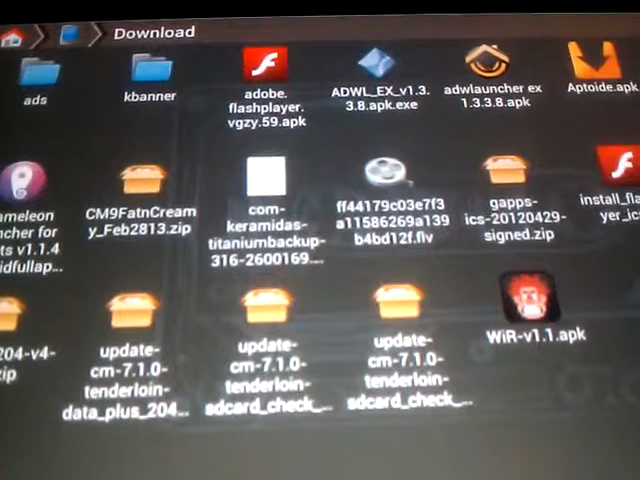 Download
ads
kbanner
adobe.
flashplayer.
vgzy.59.apk
ADWL_EX_v1.3.
3.8.apk.exe
adwlauncher ex
1.3.3.8.apk
Aptoide.apk
ameleon
ncher for
ts v1.1.4
idfullap...
CM9FatnCream
y_Feb2813.zip
com-
keramidas-
titaniumbackup-
316-2600169....
ff44179c03e7f3
a11586269a139
b4bd12f.flv
gapps-
ics-20120429-
signed.zip
install_fla
yer_ics
204-v4-
zip
update-
cm-7.1.0-
tenderloin-
data_plus_204...
update-
cm-7.1.0-
tenderloin-
sdcard_check_...
update-
cm-7.1.0-
tenderloin-
sdcard_check_...
WiR-v1.1.apk